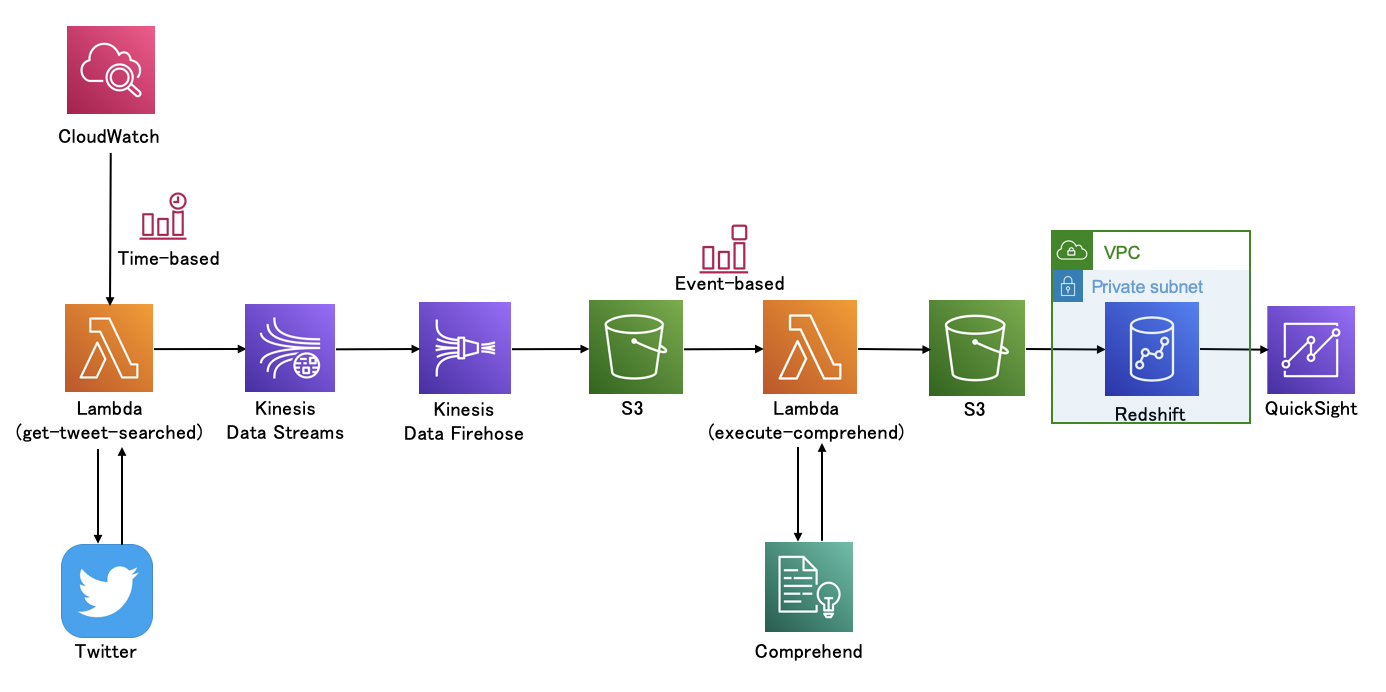 CloudWatch
Time-based
Event-based
VPC
Private subnet
Lambda
(get-tweet-searched)
Kinesis
Data Streams
Kinesis
Data Firehose
S3
Lambda
(execute-comprehend)
S3
Redshift
QuickSight
Twitter
Comprehend